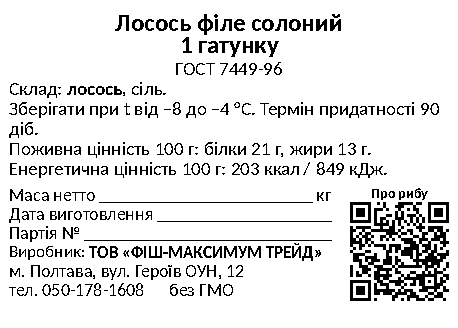 Лосось філе солоний
1 гатунку
ГОСТ 7449-96
Склад: лосось, сіль.
Зберігати при t від –8 до –4 °С. Термін придатності 90
діб.
Поживна цінність 100 г: білки 21 г, жири 13 г.
Енергетична цінність 100 г: 203 ккал / 849 кДж.
Маса нетто ________________________ кг
Про рибу
Дата виготовлення ____________________
Партія № ____________________________
Виробник: ТОВ «ФІШ-МАКСИМУМ ТРЕЙД»
м. Полтава, вул. Героїв ОУН, 12
тел. 050-178-1608 без ГМО